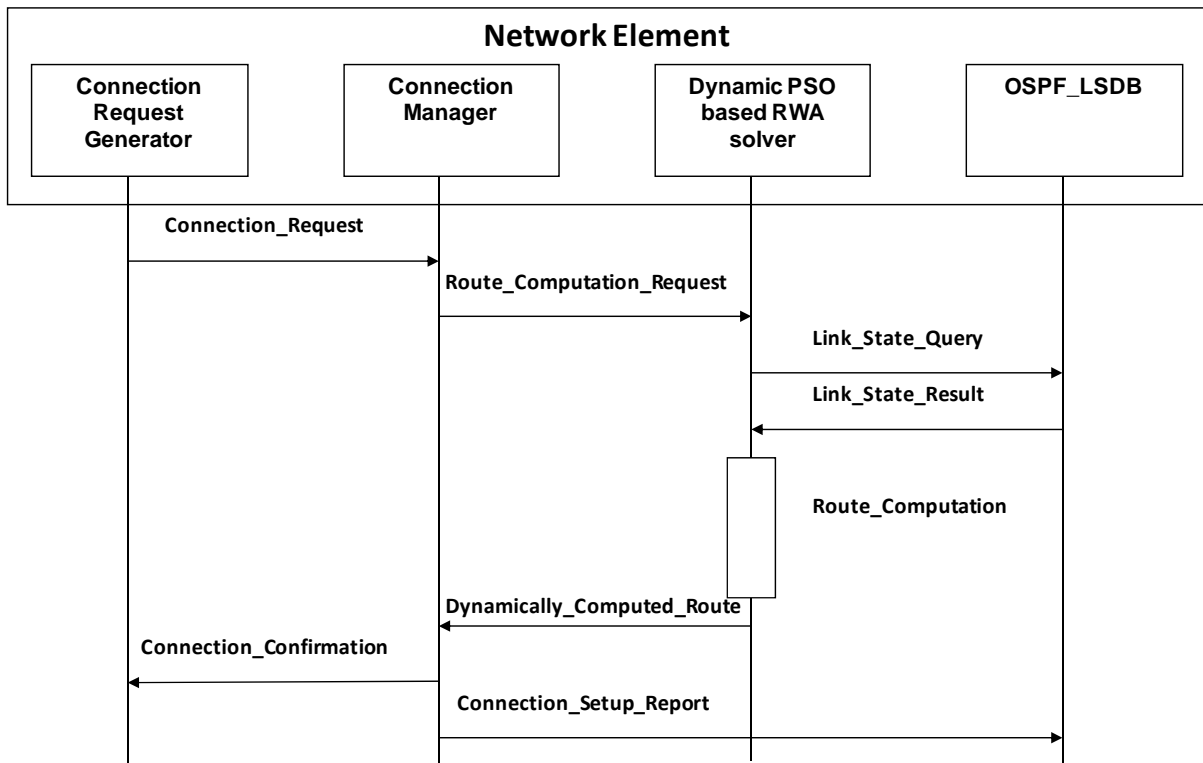 Network Element
Connection
Request
Generator
Connection
Manager
Dynamic PSO
based RWA
solver
OSPF_LSDB
Connection_Request
Route_Computation_Request
Link_State_Query
Link_State_Result
Route_Computation
Dynamically_Computed_Route
Connection_Confirmation
Connection_Setup_Report